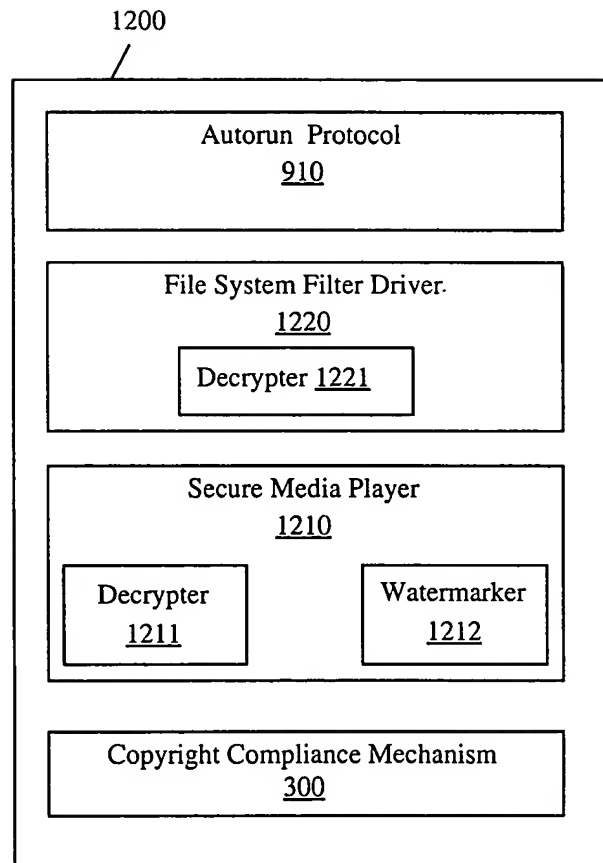 1200
Autorun Protocol
910
File System Filter Driver.
1220
Decrypter 1221
Secure Media Player
1210
Decrypter
1211
Watermarker
1212
Copyright Compliance Mechanism
300